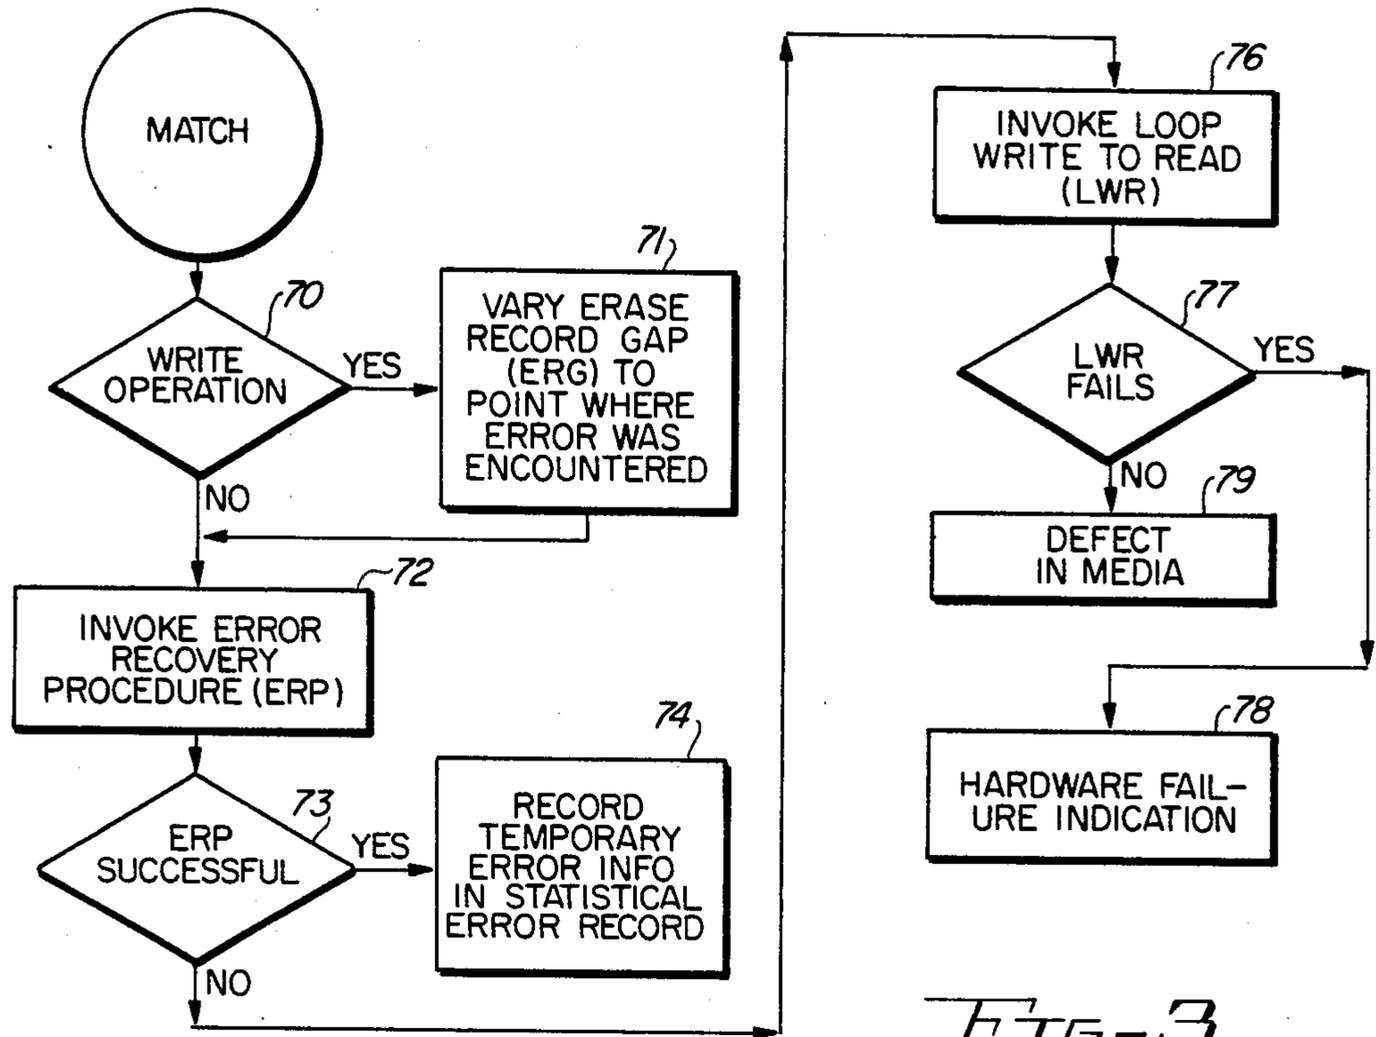 MATCH
70
WRITE
OPERATION
YES
NO
71
VARY ERASE
RECORD GAP
(ERG) TO
POINT WHERE
ERROR WAS
ENCOUNTERED
72
INVOKE ERROR
RECOVERY
PROCEDURE (ERP)
73
ERP
SUCCESSFUL
YES
NO
74
RECORD
TEMPORARY
ERROR INFO
IN STATISTICAL
ERROR RECORD
76
INVOKE LOOP
WRITE TO READ
(LWR)
77
LWR
FAILS
YES
NO
79
DEFECT
IN MEDIA
78
HARDWARE FAIL-
URE INDICATION
FIG-3